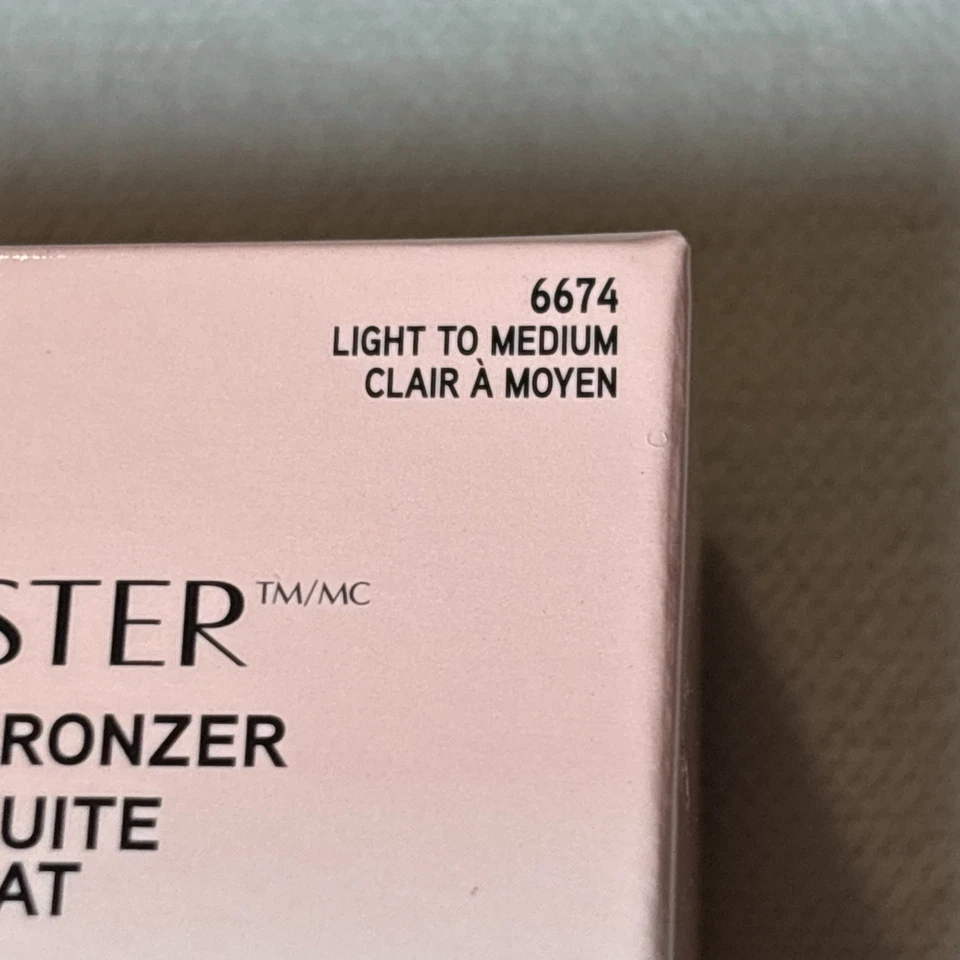 6674
LIGHT TO MEDIUM
CLAIR À MOYEN
STER™/MC
RONZER
UITE
AT